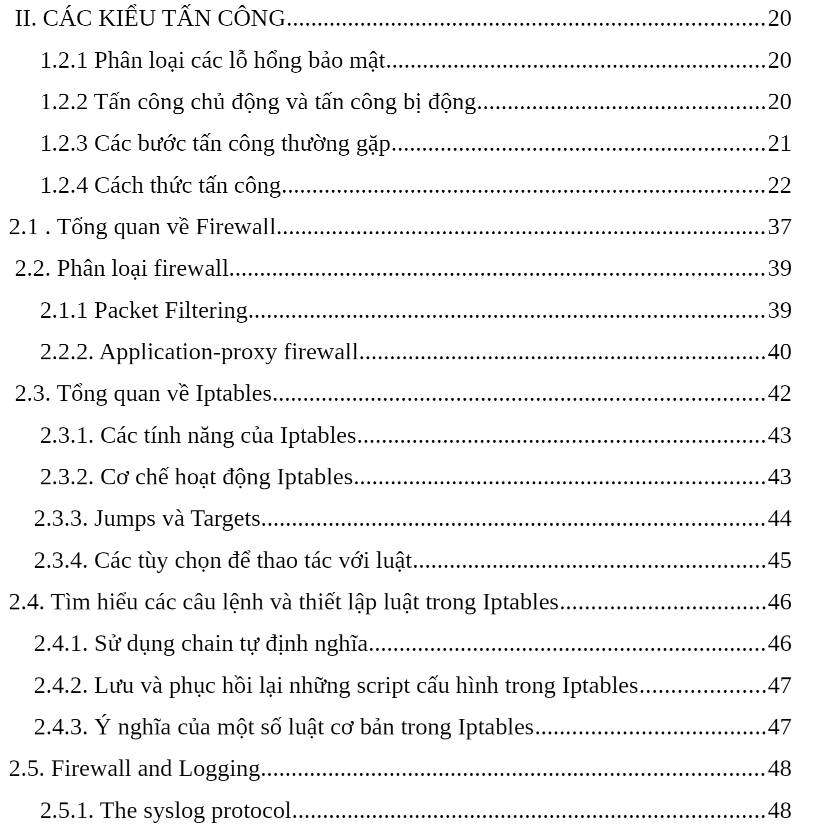 II. CÁC KIỂU TẤN CÔNG...............................................................................20
1.2.1 Phân loại các lỗ hổng bảo mật...............................................................20
1.2.2 Tấn công chủ động và tấn công bị động................................................20
1.2.3 Các bước tấn công thường gặp..............................................................21
1.2.4 Cách thức tấn công................................................................................22
2.1 . Tổng quan về Firewall.................................................................................37
2.2. Phân loại firewall........................................................................................39
2.1.1 Packet Filtering.....................................................................................39
2.2.2. Application-proxy firewall...................................................................40
2.3. Tổng quan về Iptables.................................................................................42
2.3.1. Các tính năng của Iptables...................................................................43
2.3.2. Cơ chế hoạt động Iptables....................................................................43
2.3.3. Jumps và Targets...................................................................................44
2.3.4. Các tùy chọn để thao tác với luật..........................................................45
2.4. Tìm hiểu các câu lệnh và thiết lập luật trong Iptables..................................46
2.4.1. Sử dụng chain tự định nghĩa.................................................................46
2.4.2. Lưu và phục hồi lại những script cấu hình trong Iptables.....................47
2.4.3. Ý nghĩa của một số luật cơ bản trong Iptables......................................47
2.5. Firewall and Logging...................................................................................48
2.5.1. The syslog protocol..............................................................................48